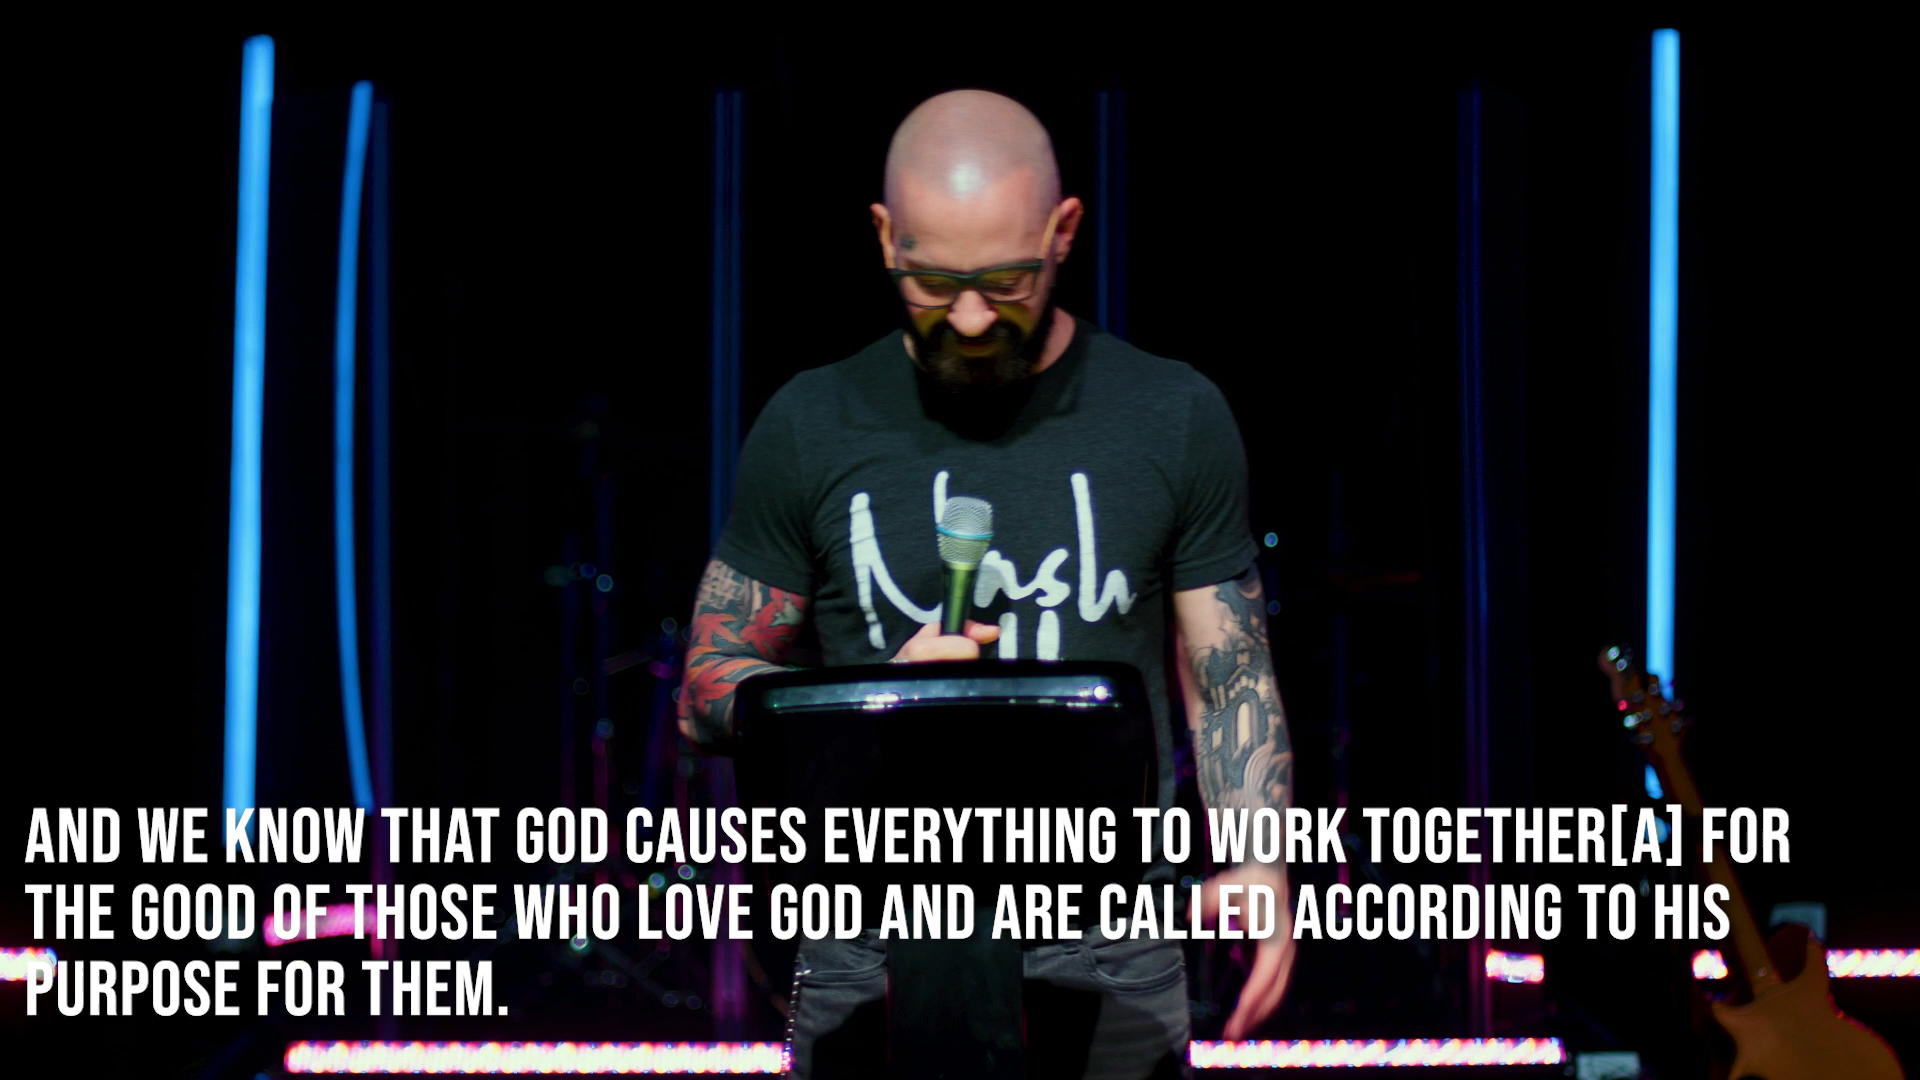 Nash
AND WE KNOW THAT GOD CAUSES EVERYTHING TO WORK TOGETHER[A] FOR
THE GOOD OF THOSE WHO LOVE GOD AND ARE CALLED ACCORDING TO HIS
PURPOSE FOR THEM.